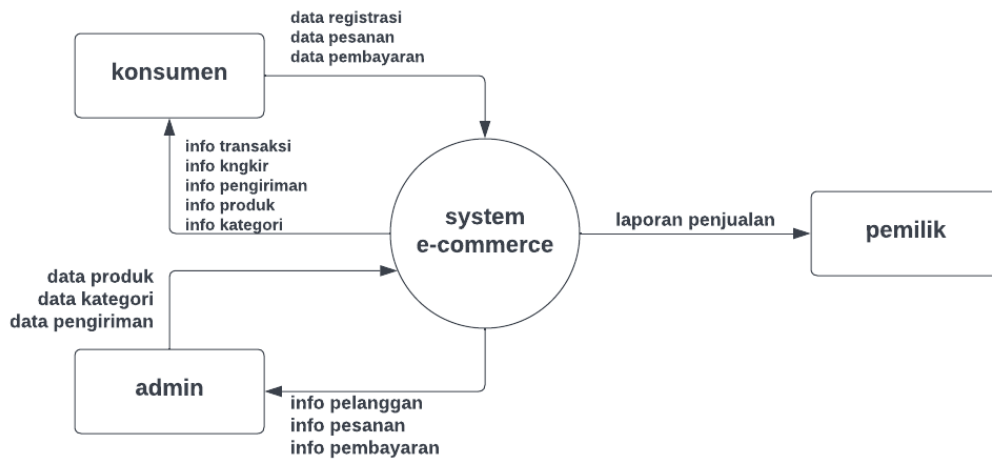 data registrasi
data pesanan
data pembayaran
konsumen
info transaksi
info kngkir
info pengiriman
info produk
info kategori
system
e-commerce
laporan penjualan
pemilik
data produk
data kategori
data pengiriman
admin
info pelanggan
info pesanan
info pembayaran